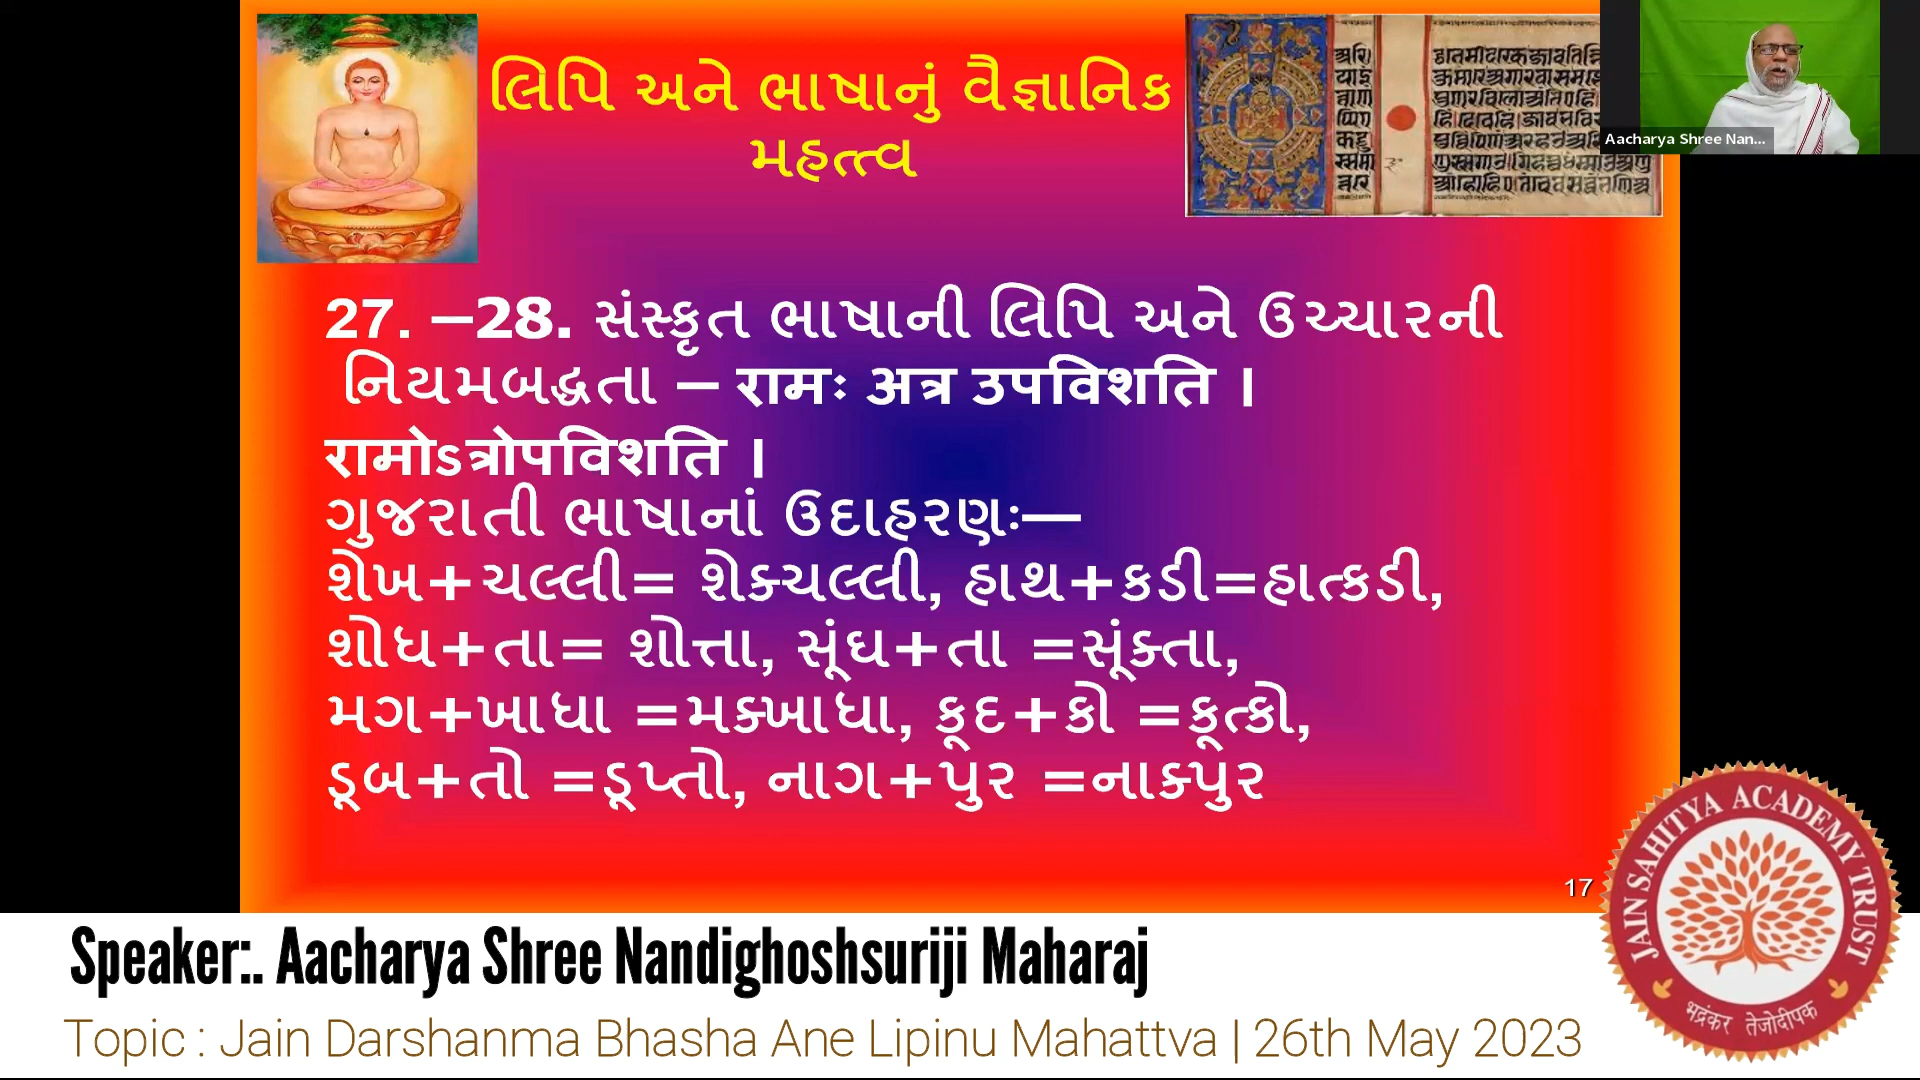 લિપિ અને ભાષાનું વૈજ્ઞાનિક
મહત્ત્વ
Aacharya Shree Nan...
27. –28. સંસ્કૃત ભાષાની લિપિ અને ઉચ્ચારની
નિયમબદ્ધતા – रामः अत्र उपविशति ।
रामोऽत्रोपविशति ।
ગુજરાતી ભાષાનાં ઉદાહરણઃ—
શેખ+ચલ્લી= શેક્ચલ્લી, હાથ+કડી=હાત્કડી,
શોધ+તા= શોત્તા, સૂંઘ+તા =સૂંક્તા,
મગ+ખાધા =મક્ખાધા, કૂદ+કો =કૂત્કો,
ડૂબ+તો =ડૂપ્તો, નાગ+પુર =નાક્પુર
17
JAIN SAHITYA ACADEMY TRUST
भद्रंकर तेजोदीपक
Speaker:. Aacharya Shree Nandighoshsuriji Maharaj
Topic : Jain Darshanma Bhasha Ane Lipinu Mahattva | 26th May 2023